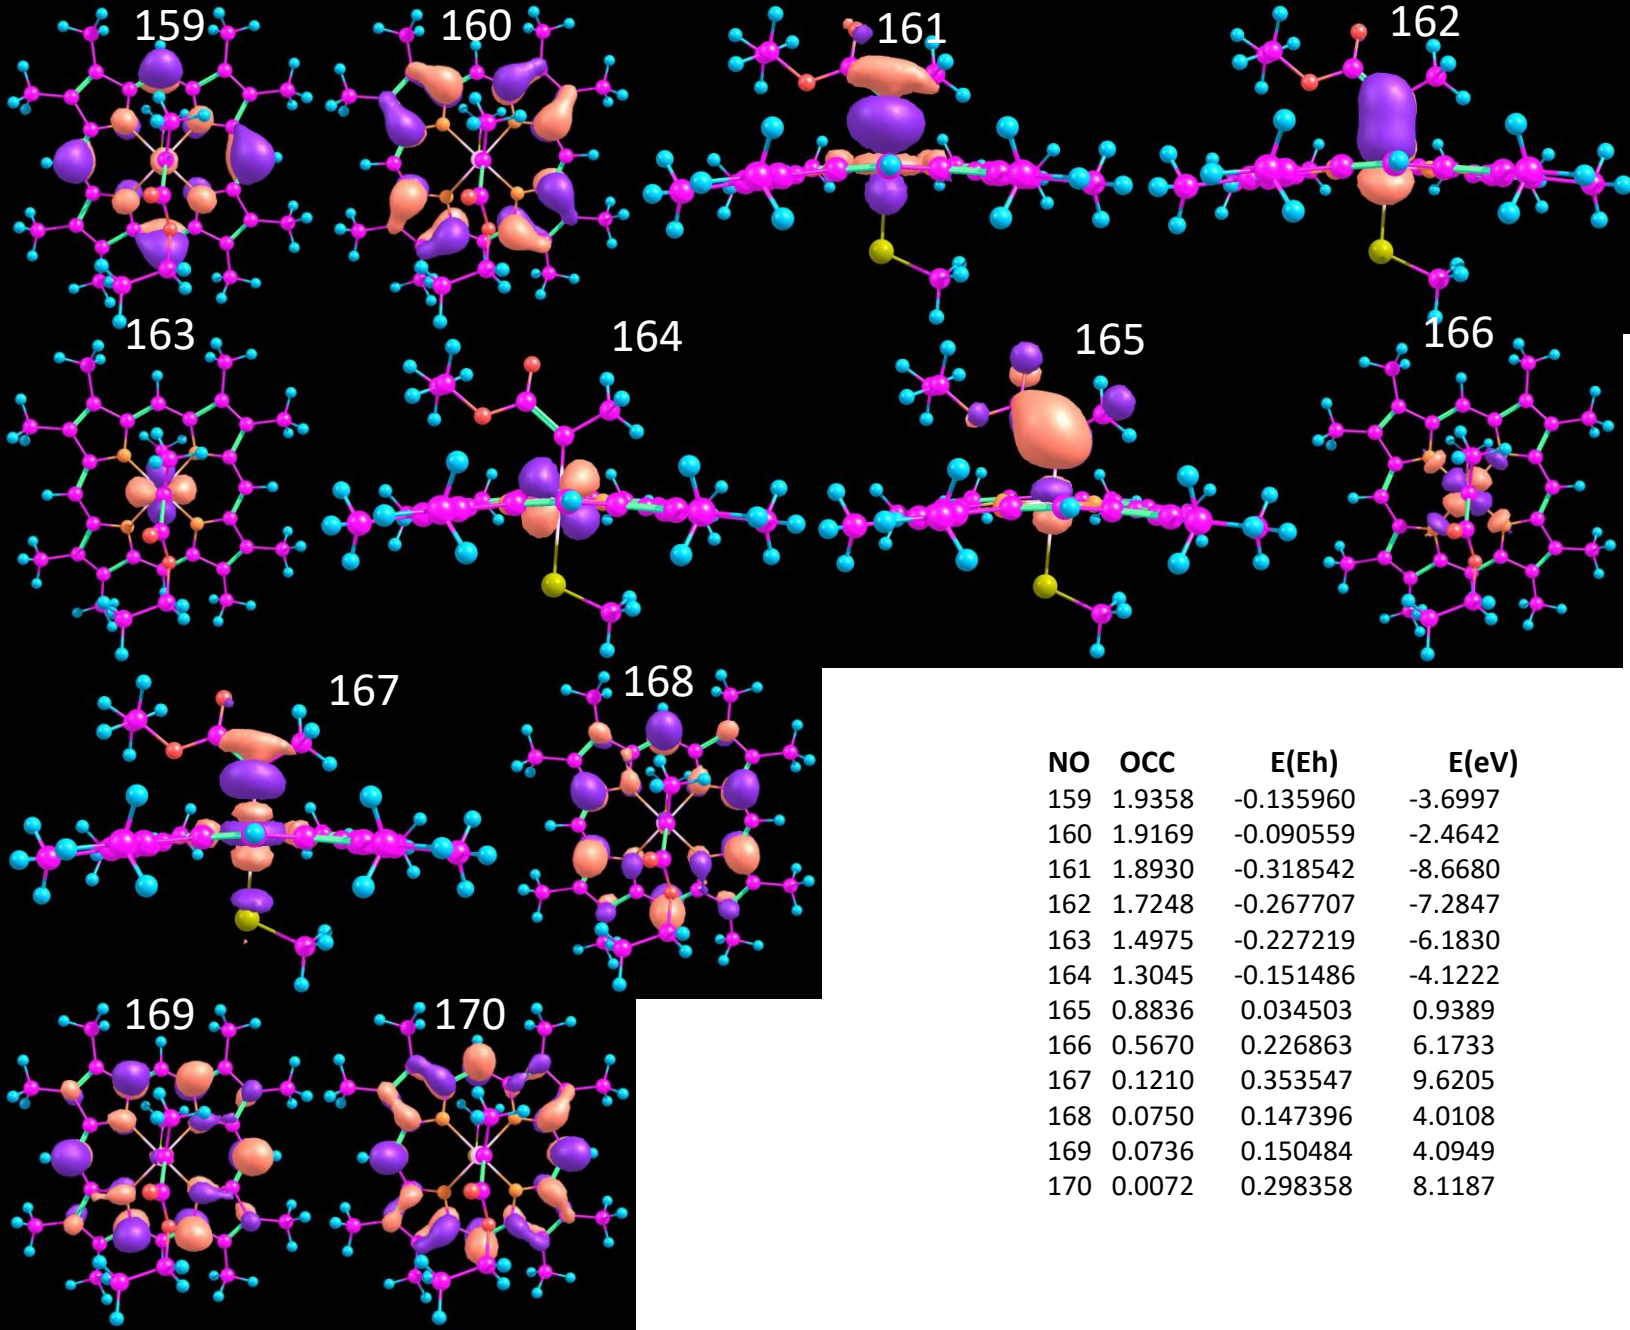 159
160
161
162
163
164
165
166
167
168
169
170
NO OCC E(Eh) E(eV)
159 1.9358 -0.135960 -3.6997
160 1.9169 -0.090559 -2.4642
161 1.8930 -0.318542 -8.6680
162 1.7248 -0.267707 -7.2847
163 1.4975 -0.227219 -6.1830
164 1.3045 -0.151486 -4.1222
165 0.8836 0.034503 0.9389
166 0.5670 0.226863 6.1733
167 0.1210 0.353547 9.6205
168 0.0750 0.147396 4.0108
169 0.0736 0.150484 4.0949
170 0.0072 0.298358 8.1187